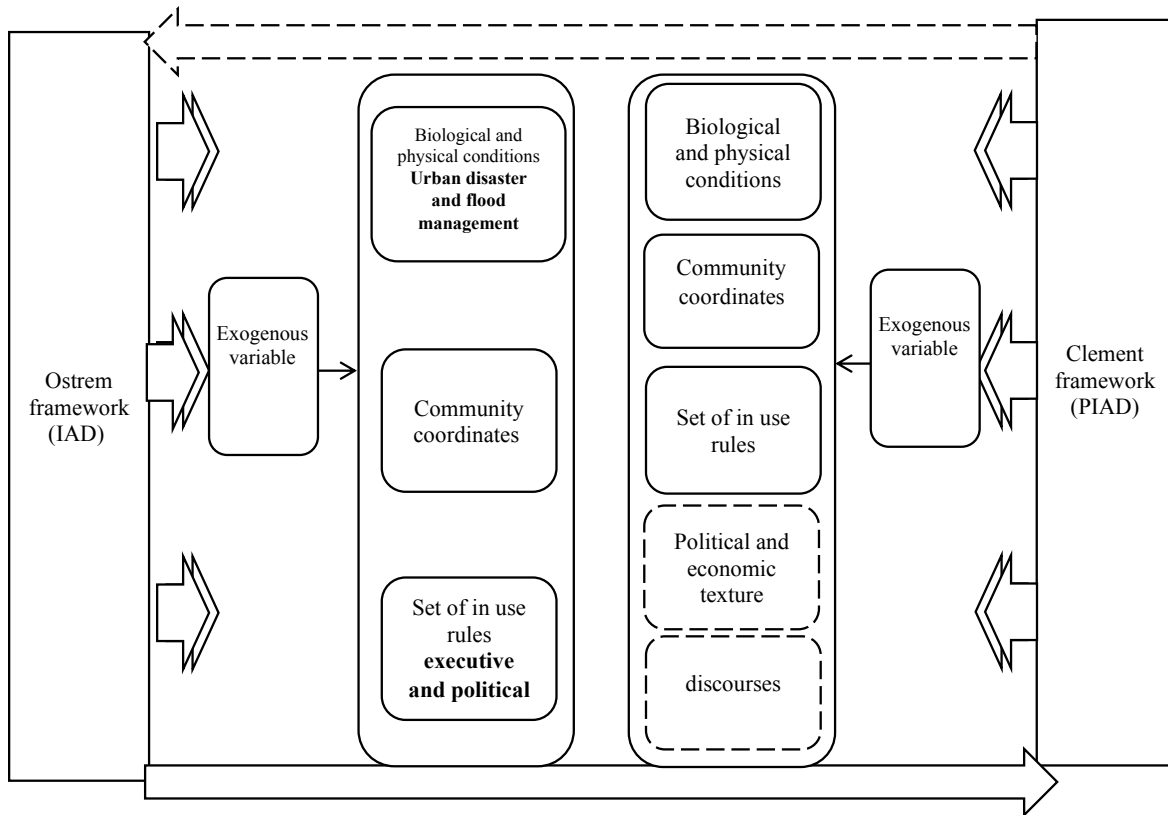 Ostrem
framework
(IAD)
Exogenous
variable
Biological and
physical conditions
Urban disaster
and flood
management
Community
coordinates
Set of in use
rules
executive
and political
Biological
and physical
conditions
Community
coordinates
Set of in use
rules
Political and
economic
texture
discourses
Exogenous
variable
Clement
framework
(PIAD)